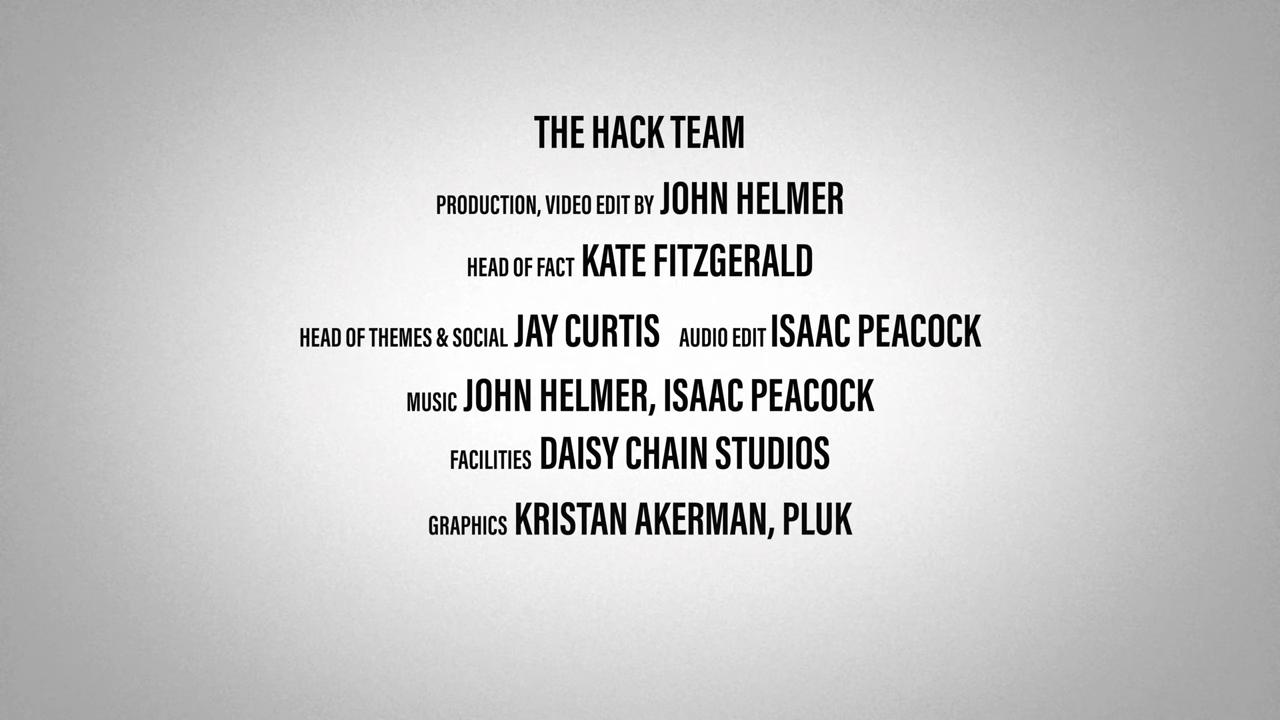 THE HACK TEAM
PRODUCTION, VIDEO EDIT BY JOHN HELMER
HEAD OF FACT KATE FITZGERALD
HEAD OF THEMES & SOCIAL JAY CURTIS AUDIO EDIT ISAAC PEACOCK
MUSIC JOHN HELMER, ISAAC PEACOCK
FACILITIES DAISY CHAIN STUDIOS
GRAPHICS KRISTAN AKERMAN, PLUK